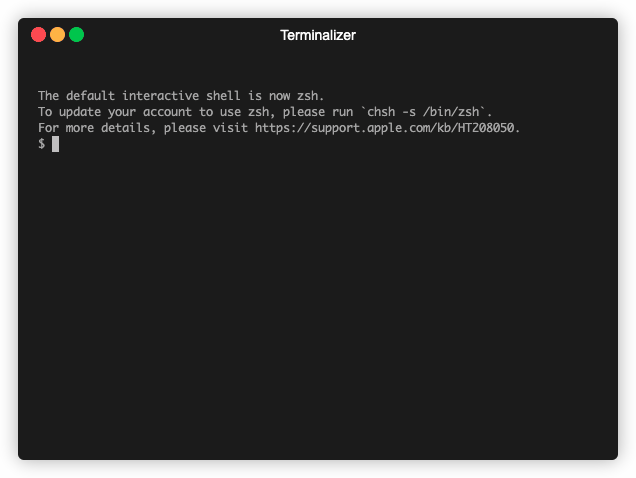 Terminalizer
The default interactive shell is now zsh.
To update your account to use zsh, please run `chsh -s /bin/zsh`.
For more details, please visit https://support.apple.com/kb/HT208050.
$